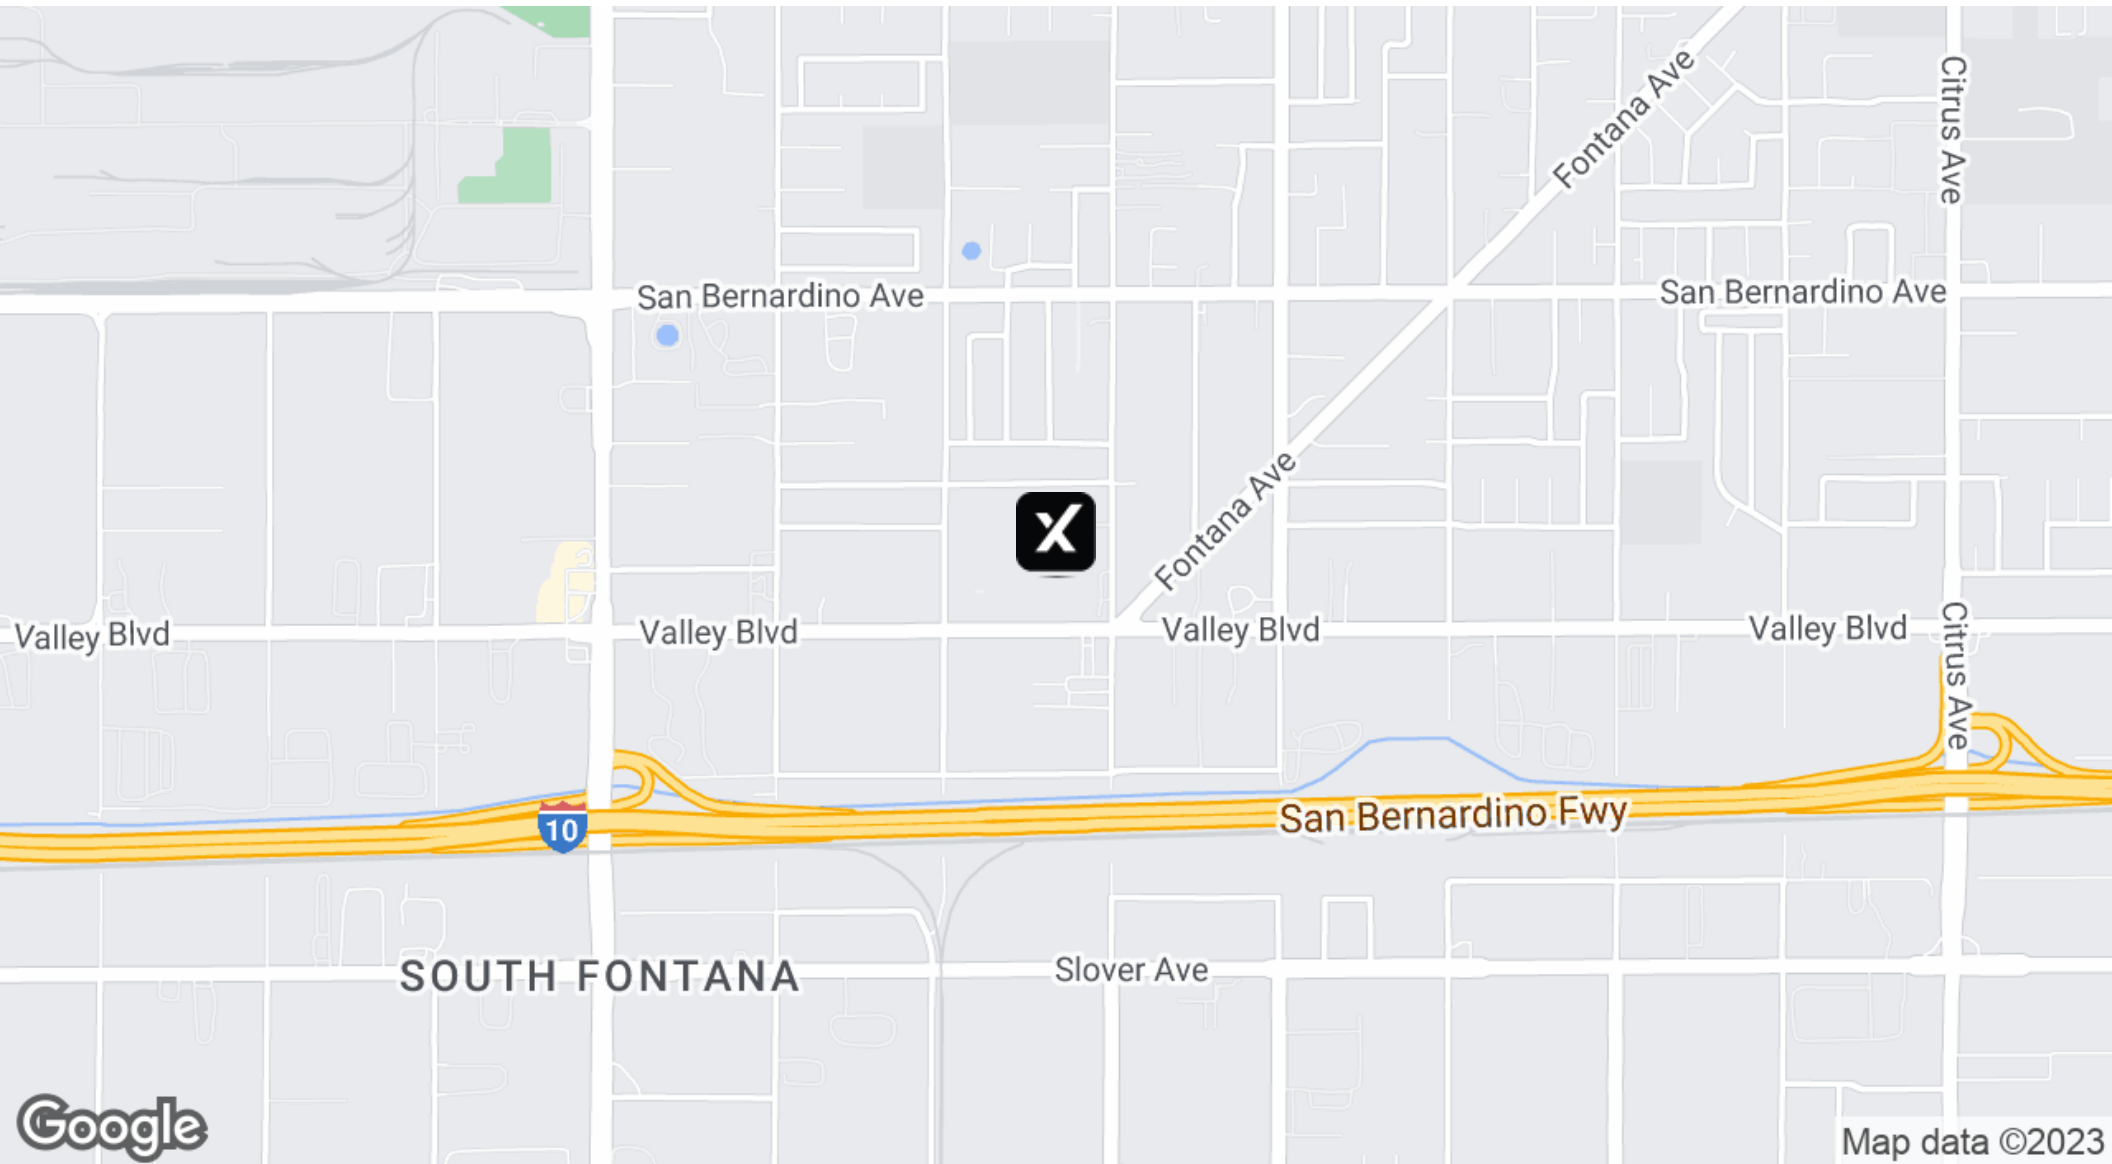 Citrus Ave
Fontana Ave
San Bernardino Ave
San Bernardino Ave
Fontana Ave
X
Valley Blvd
Valley Blvd
Valley Blvd
Valley Blvd
Citrus Ave
10
San Bernardino Fwy
SOUTH FONTANA
Slover Ave
Google
Map data ©2023